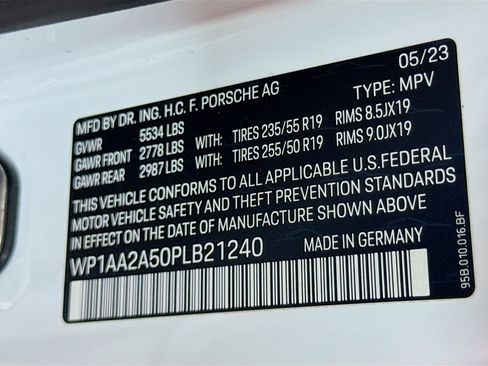 MFD BY DR. ING. H.C. F. PORSCHE AG 05/23
GVWR 5534 LBS TYPE: MPV
GAWR FRONT 2778 LBS WITH: TIRES 235/55 R19 RIMS 8.5JX19
GAWR REAR 2987 LBS WITH: TIRES 255/50 R19 RIMS 9.0JX19
THIS VEHICLE CONFORMS TO ALL APPLICABLE U.S.FEDERAL
MOTOR VEHICLE SAFETY AND THEFT PREVENTION STANDARDS
IN EFFECT ON THE DATE OF MANUFACTURE SHOWN ABOVE
WP1AA2A50PLB21240 MADE IN GERMANY
95B.010.016.BF